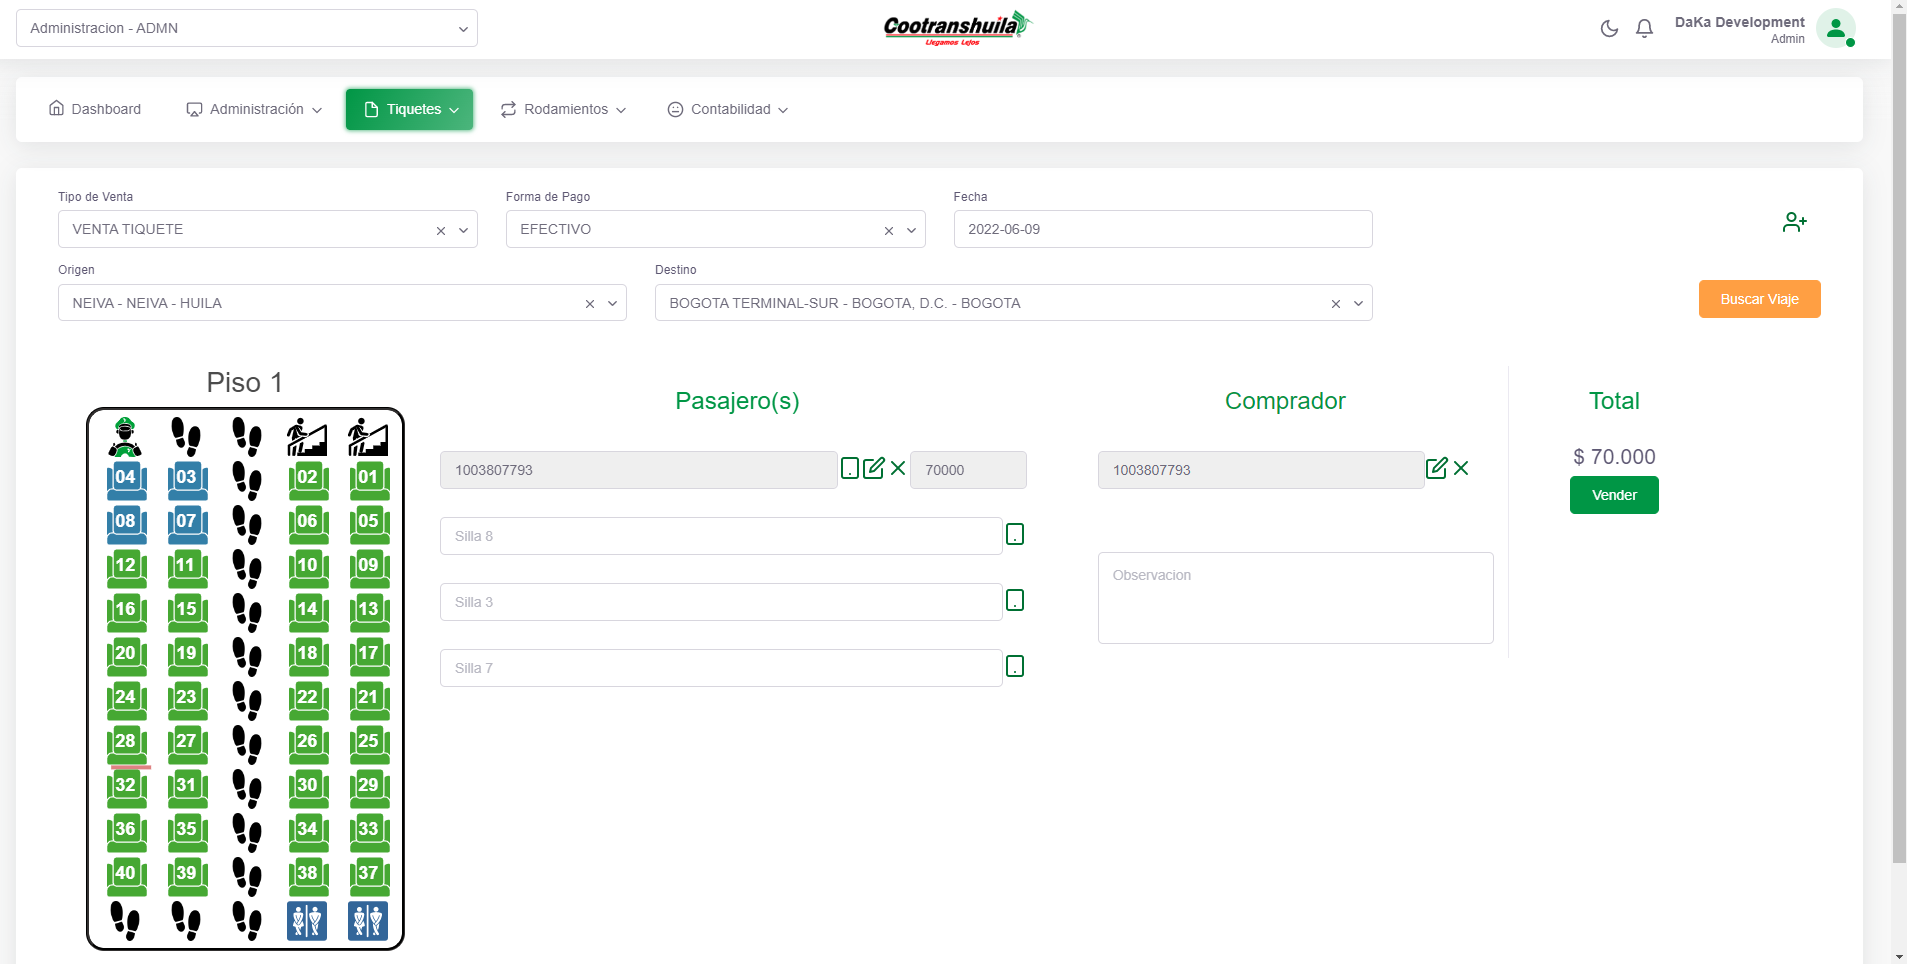 Administracion - ADMN
Cootranshuila
Llegamos Lejos
DaKa Development
Admin
Dashboard
Administración
Tiquetes
Rodamientos
Contabilidad
Tipo de Venta
Forma de Pago
Fecha
VENTA TIQUETE
EFECTIVO
2022-06-09
Origen
Destino
NEIVA - NEIVA - HUILA
BOGOTA TERMINAL-SUR - BOGOTA, D.C. - BOGOTA
Buscar Viaje
Piso 1
04 03 02 01
08 07 06 05
12 11 10 09
16 15 14 13
20 19 18 17
24 23 22 21
28 27 26 25
32 31 30 29
36 35 34 33
40 39 38 37
Pasajero(s)
1003807793
70000
Silla 8
Silla 3
Silla 7
Comprador
1003807793
Observacion
Total
$ 70.000
Vender